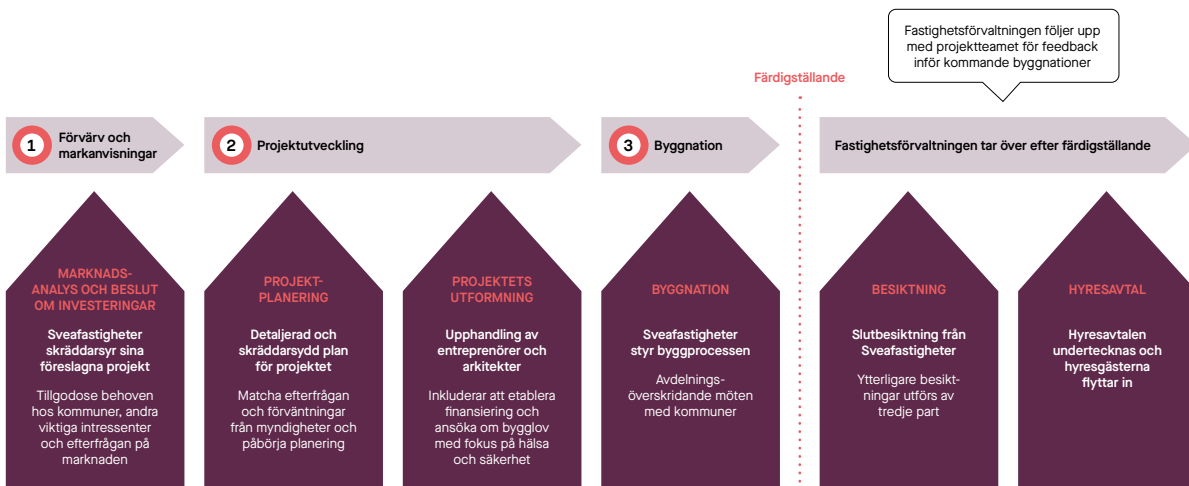 Fastighetsförvaltningen följer upp
med projektteamet för feedback
inför kommande byggnationer
Färdigställande
1
Förvärv och
markanvisningar
2
Projektutveckling
3
Byggnation
Fastighetsförvaltningen tar över efter färdigställande
MARKNADS-
ANALYS OCH BESLUT
OM INVESTERINGAR
Sveafastigheter
skräddarsyr sina
föreslagna projekt
Tillgodose behoven
hos kommuner, andra
viktiga intressenter
och efterfrågan på
marknaden
PROJEKT-
PLANERING
Detaljerad och
skräddarsydd plan
för projektet
Matcha efterfrågan
och förväntningar
från myndigheter och
påbörja planering
PROJEKTETS
UTFORMNING
Upphandling av
entreprenörer och
arkitekter
Inkluderar att etablera
finansiering och
ansöka om bygglov
med fokus på hälsa
och säkerhet
BYGGNATION
Sveafastigheter
styr byggprocessen
Avdelnings-
överskridande möten
med kommuner
BESIKTNING
Slutbesiktning från
Sveafastigheter
Ytterligare besikt-
ningar utförs av
tredje part
HYRESAVTAL
Hyresavtalen
undertecknas och
hyresgästerna
flyttar in